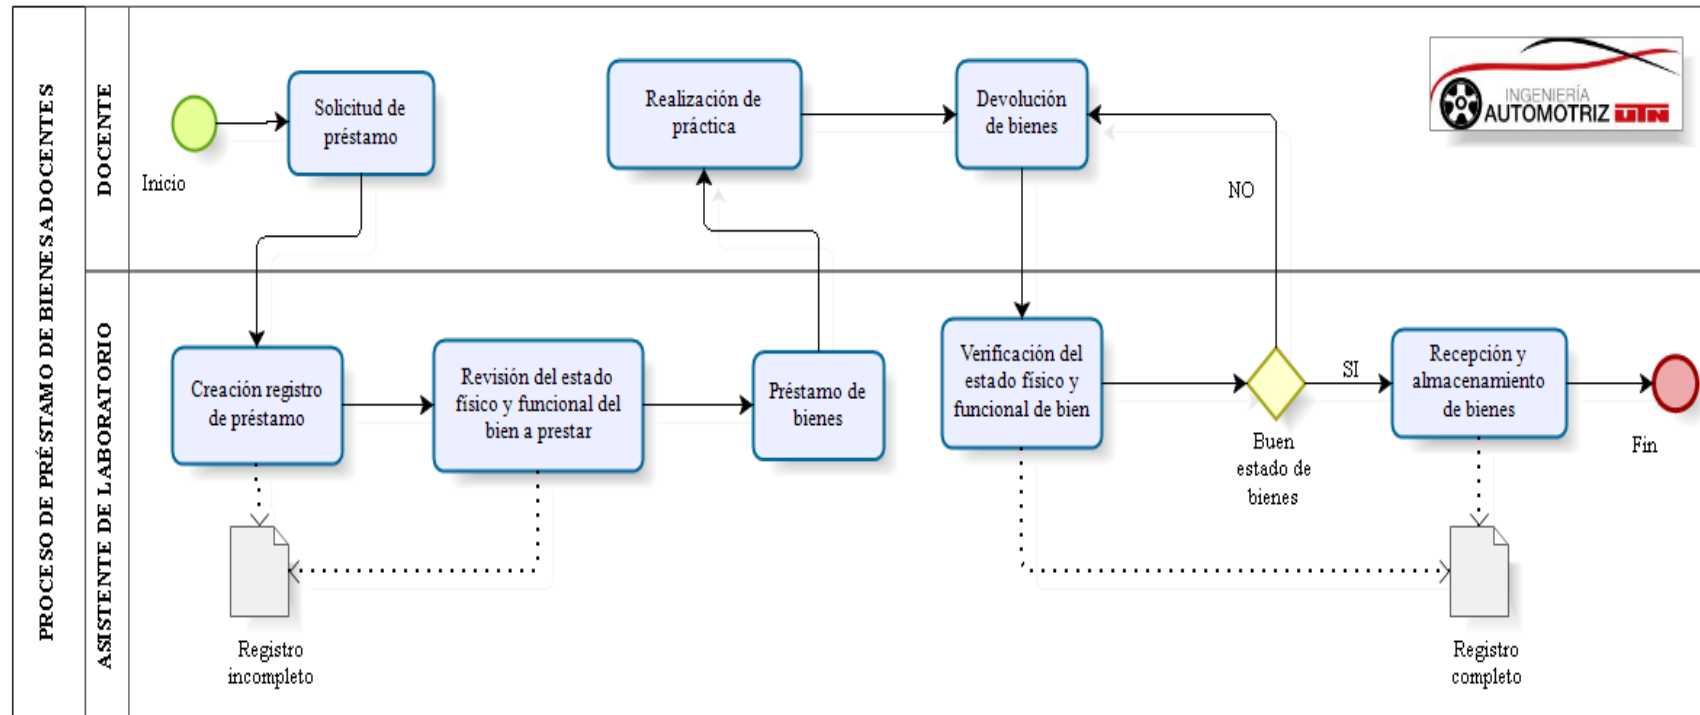 PROCESO DE PRÉSTAMO DE BIENES A DOCENTES
DOCENTE
Inicio
Solicitud de
préstamo
Realización de
práctica
Devolución
de bienes
NO
INGENIERÍA
AUTOMOTRIZ UTN
ASISTENTE DE LABORATORIO
Creación registro
de préstamo
Revisión del estado
físico y funcional del
bien a prestar
Préstamo de
bienes
Verificación del
estado físico y
funcional de bien
Buen
estado de
bienes
SI
Recepción y
almacenamiento
de bienes
Fin
Registro
incompleto
Registro
completo